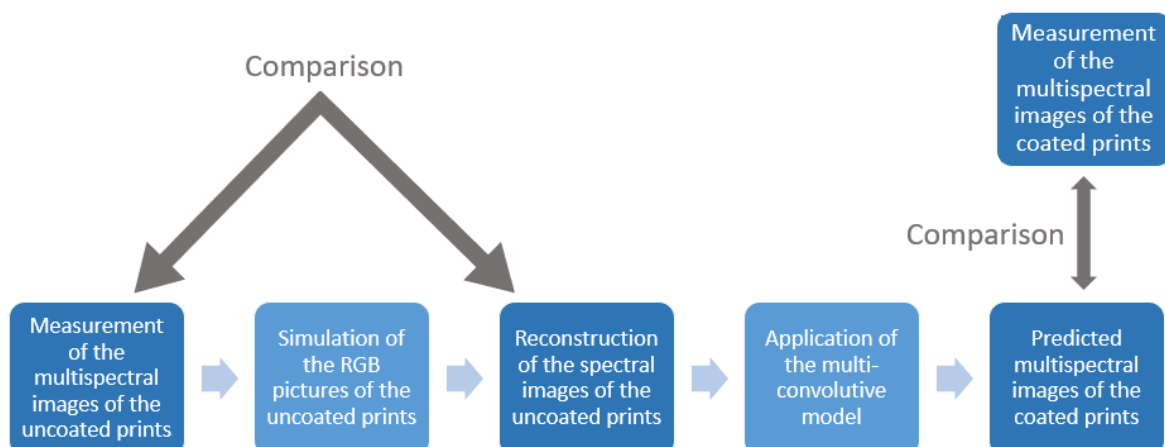 Comparison
Measurement
of the
multispectral
images of the
coated prints
Comparison
Measurement
of the
multispectral
images of the
uncoated prints
Simulation of
the RGB
pictures of the
uncoated prints
Reconstruction
of the spectral
images of the
uncoated prints
Application of
the multi-
convolutive
model
Predicted
multispectral
images of the
coated prints